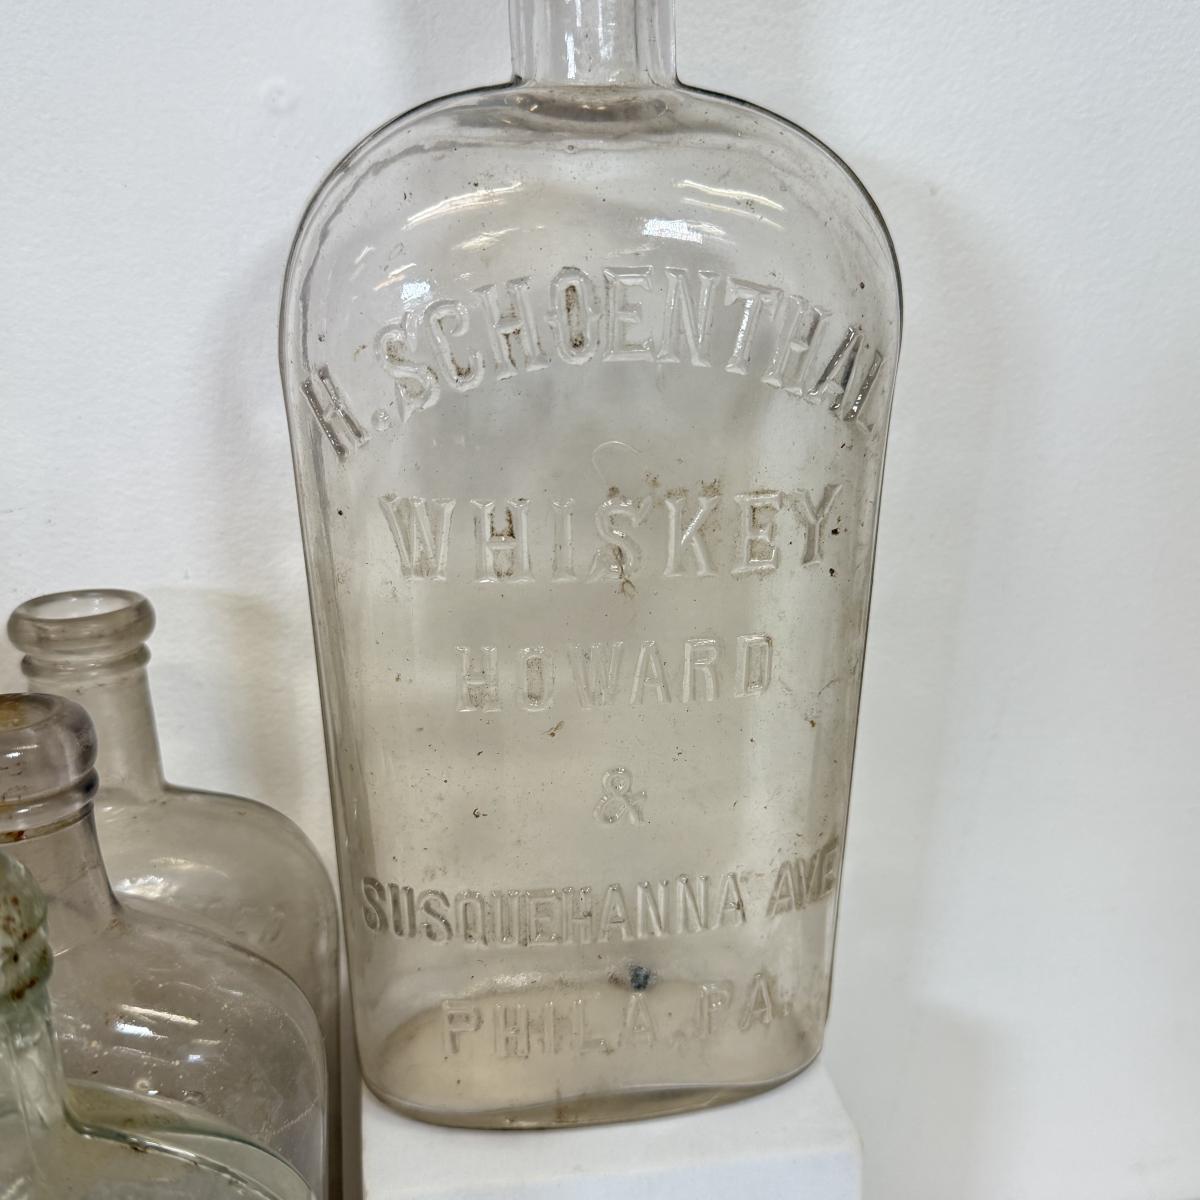 H. SCHOENTHAL
WHISKEY
HOWARD
&
SUSQUEHANNA AVE
PHILA, PA.